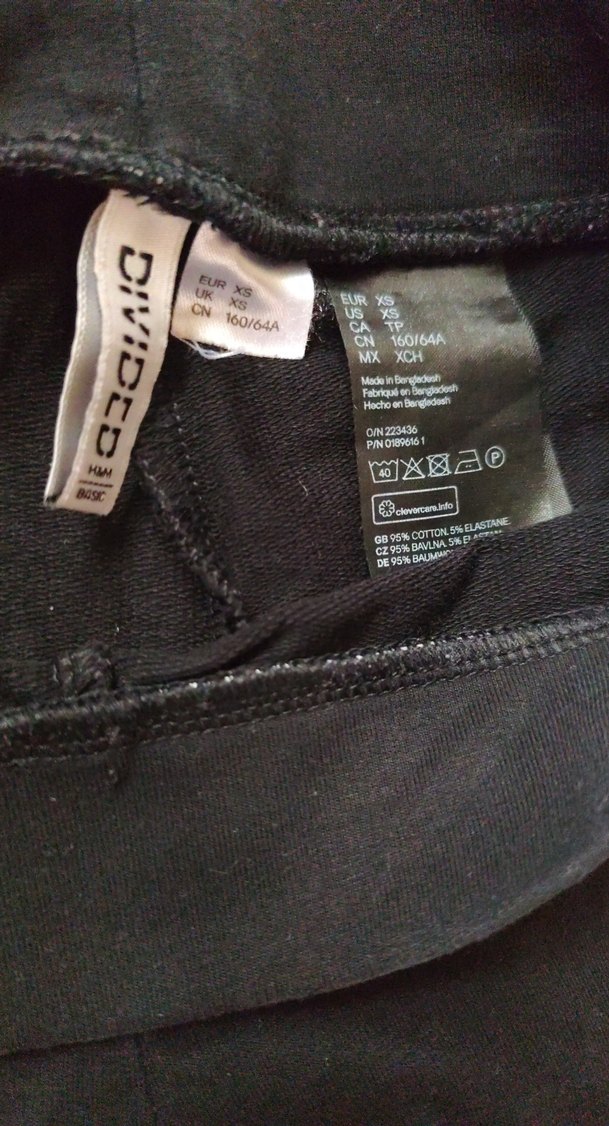 DIVIDED
H&M
BASIC
EUR XS
UK XS
CN 160/64A
EUR XS
US XS
CA TP
CN 160/64A
MX XCH
Made in Bangladesh
Fabriqué en Bangladesh
Hecho en Bangladesh
O/N 223436
P/N 0189616 1
40 P
clevercare.info
GB 95% COTTON, 5% ELASTANE
CZ 95% BAVLNA, 5% ELASTAN
DE 95%